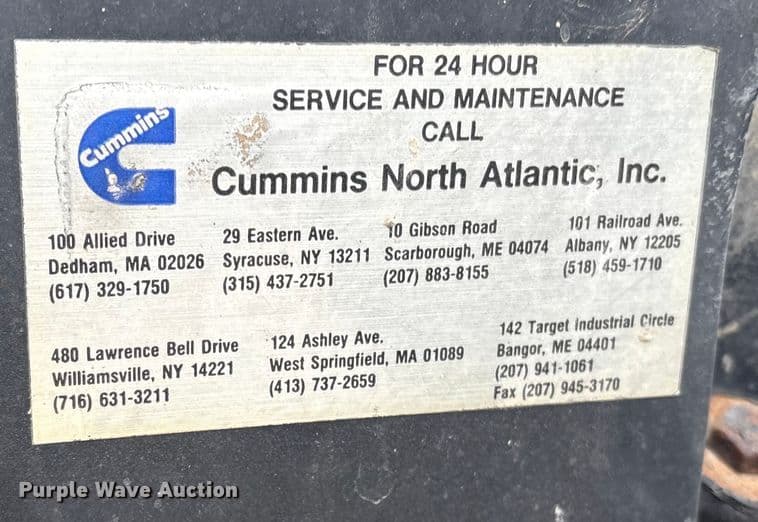 FOR 24 HOUR
SERVICE AND MAINTENANCE
CALL
Cummins
Cummins North Atlantic, Inc.
100 Allied Drive
Dedham, MA 02026
(617) 329-1750
29 Eastern Ave.
Syracuse, NY 13211
(315) 437-2751
10 Gibson Road
Scarborough, ME 04074
(207) 883-8155
101 Railroad Ave.
Albany, NY 12205
(518) 459-1710
480 Lawrence Bell Drive
Williamsville, NY 14221
(716) 631-3211
124 Ashley Ave.
West Springfield, MA 01089
(413) 737-2659
142 Target Industrial Circle
Bangor, ME 04401
(207) 941-1061
Fax (207) 945-3170
Purple Wave Auction